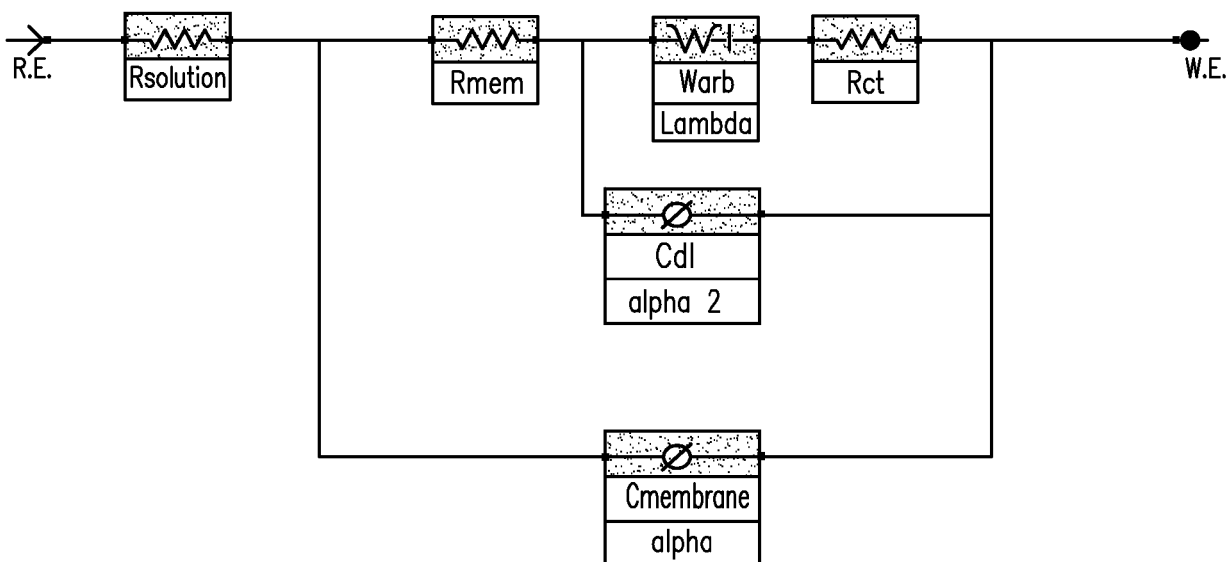 R.E.
Rsolution
Rmem
Warb
Lambda
Rct
W.E.
Cdl
alpha 2
Cmembrane
alpha